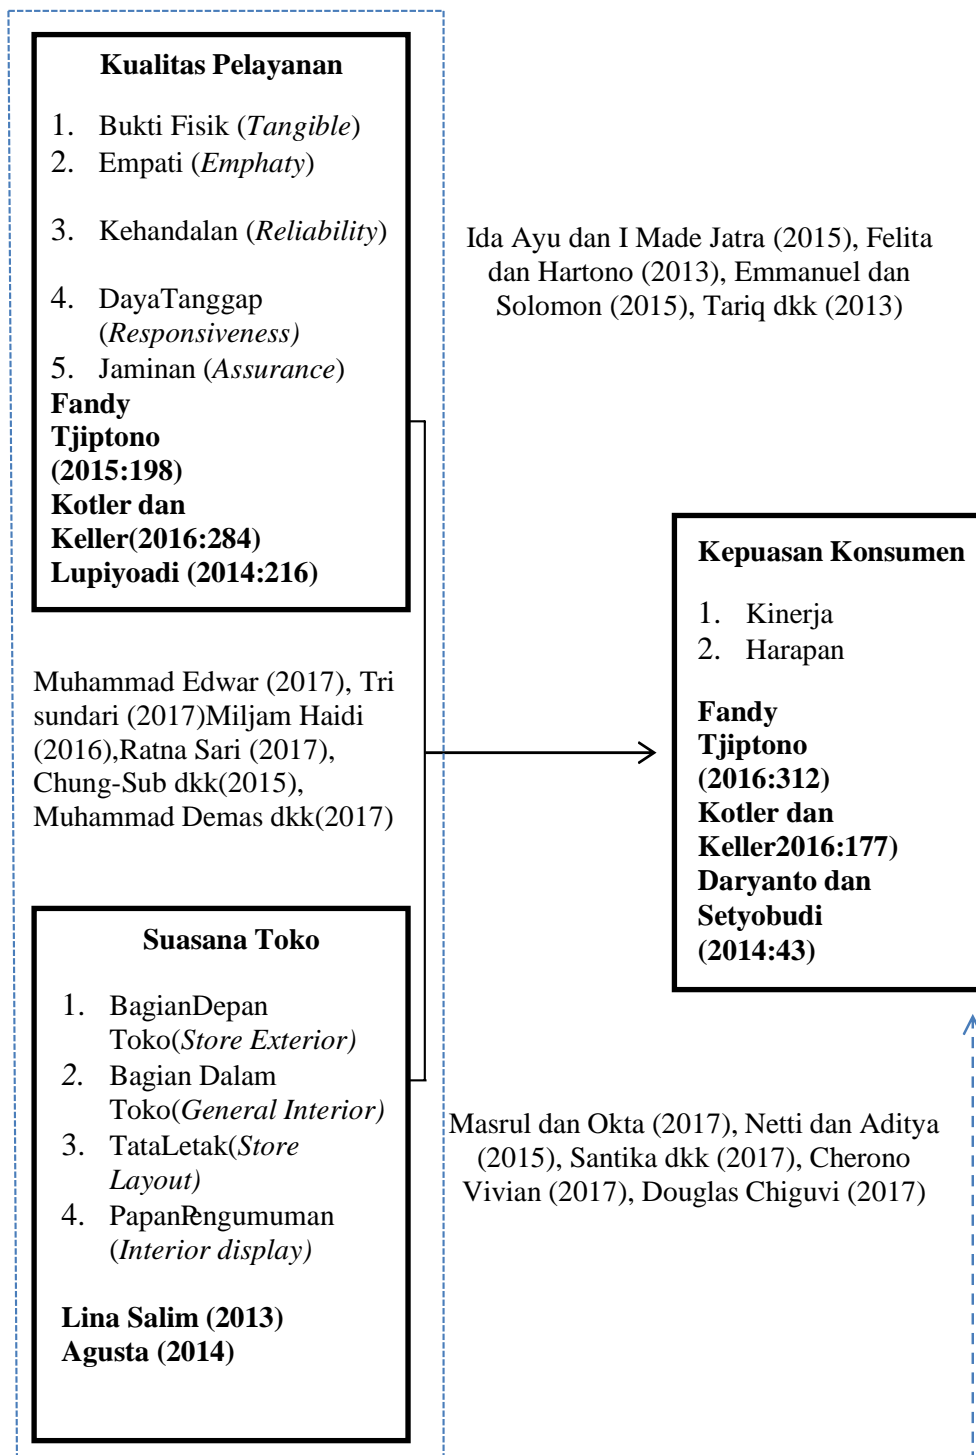 Kualitas Pelayanan
1. Bukti Fisik (Tangible)
2. Empati (Emphaty)
3. Kehandalan (Reliability)
4. DayaTanggap
(Responsiveness)
5. Jaminan (Assurance)
Fandy
Tjiptono
(2015:198)
Kotler dan
Keller(2016:284)
Lupiyoadi (2014:216)
Ida Ayu dan I Made Jatra (2015), Felita
dan Hartono (2013), Emmanuel dan
Solomon (2015), Tariq dkk (2013)
Muhammad Edwar (2017), Tri
sundari (2017)Miljam Haidi
(2016),Ratna Sari (2017),
Chung-Sub dkk(2015),
Muhammad Demas dkk(2017)
Kepuasan Konsumen
1. Kinerja
2. Harapan
Fandy
Tjiptono
(2016:312)
Kotler dan
Keller2016:177)
Daryanto dan
Setyobudi
(2014:43)
Suasana Toko
1. BagianDepan
Toko(Store Exterior)
2. Bagian Dalam
Toko(General Interior)
3. TataLetak(Store
Layout)
4. PapanPengumuman
(Interior display)
Lina Salim (2013)
Agusta (2014)
Masrul dan Okta (2017), Netti dan Aditya
(2015), Santika dkk (2017), Cherono
Vivian (2017), Douglas Chiguvi (2017)